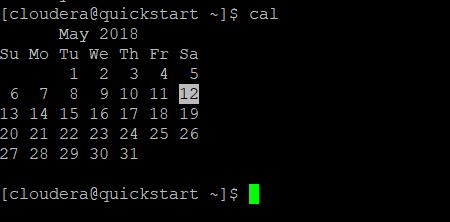 [cloudera@quickstart ~]$ cal
      May 2018
Su Mo Tu We Th Fr Sa
       1  2  3  4  5
 6  7  8  9 10 11 12
13 14 15 16 17 18 19
20 21 22 23 24 25 26
27 28 29 30 31
[cloudera@quickstart ~]$